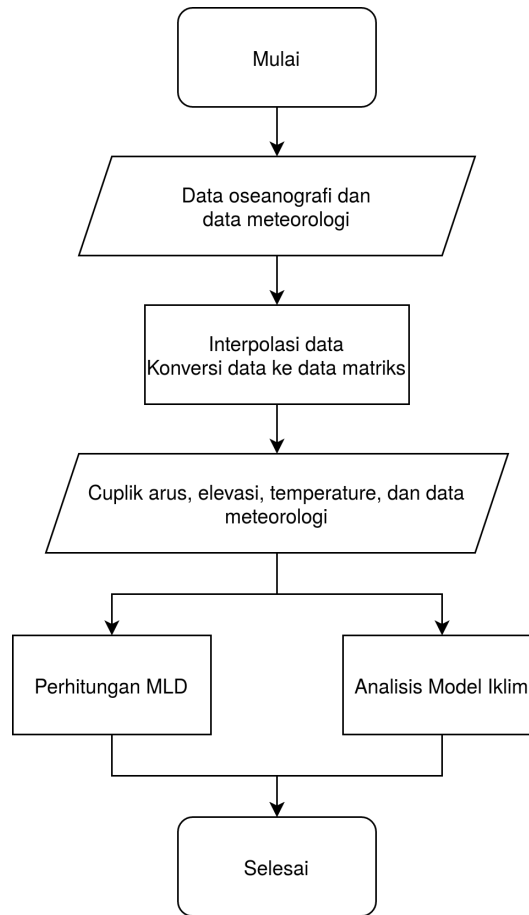 Mulai
Data oseanografi dan
data meteorologi
Interpolasi data
Konversi data ke data matriks
Cuplik arus, elevasi, temperature, dan data
meteorologi
Perhitungan MLD
Analisis Model Iklim
Selesai